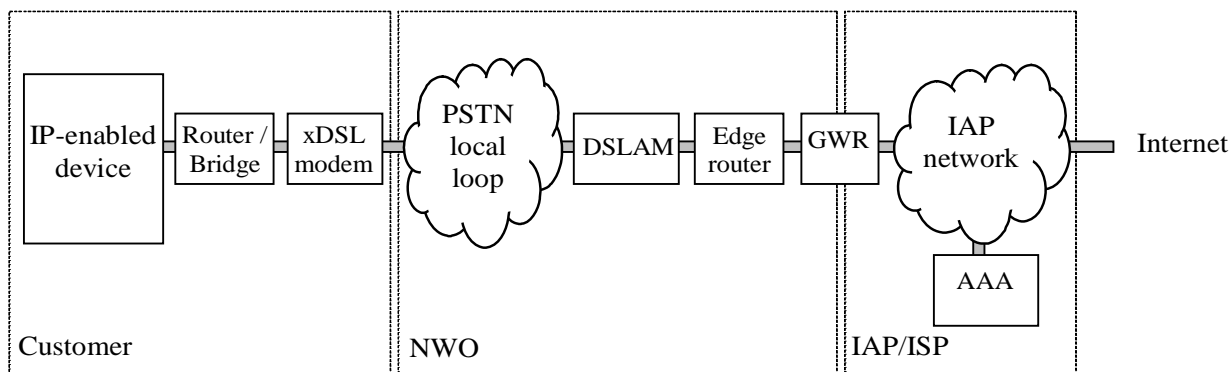 IP-enabled
device
Router /
Bridge
xDSL
modem
PSTN
local
loop
DSLAM
Edge
router
GWR
IAP
network
Internet
AAA
Customer
NWO
IAP/ISP